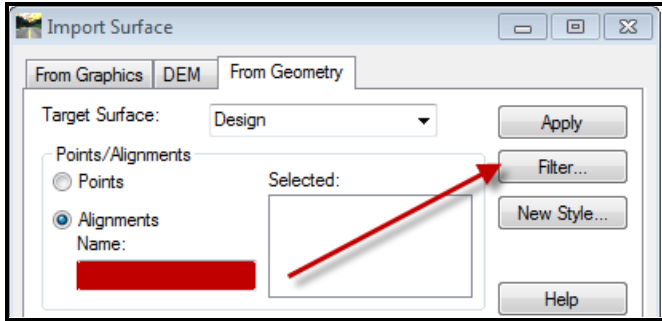 Import Surface
From Graphics DEM From Geometry
Target Surface: Design Apply
Points/Alignments Filter...
Points Selected:
Alignments New Style...
Name:
Help